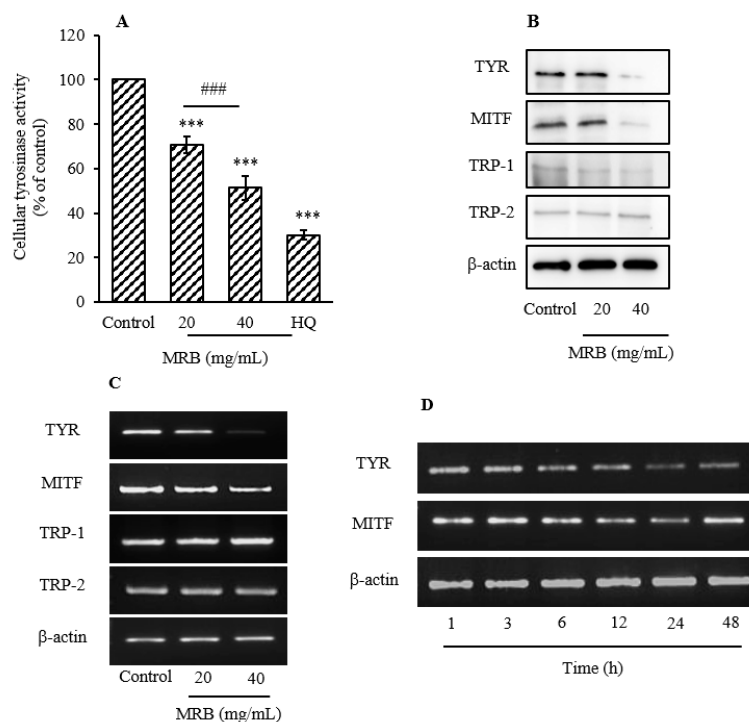 A
120
100
80
60
40
20
0
Cellular tyrosinase activity
(% of control)
###
***
***
***
Control
20
40
HQ
MRB (mg/mL)
B
TYR
MITF
TRP-1
TRP-2
β-actin
Control 20 40
MRB (mg/mL)
C
TYR
MITF
TRP-1
TRP-2
β-actin
Control 20 40
MRB (mg/mL)
D
TYR
MITF
β-actin
1 3 6 12 24 48
Time (h)